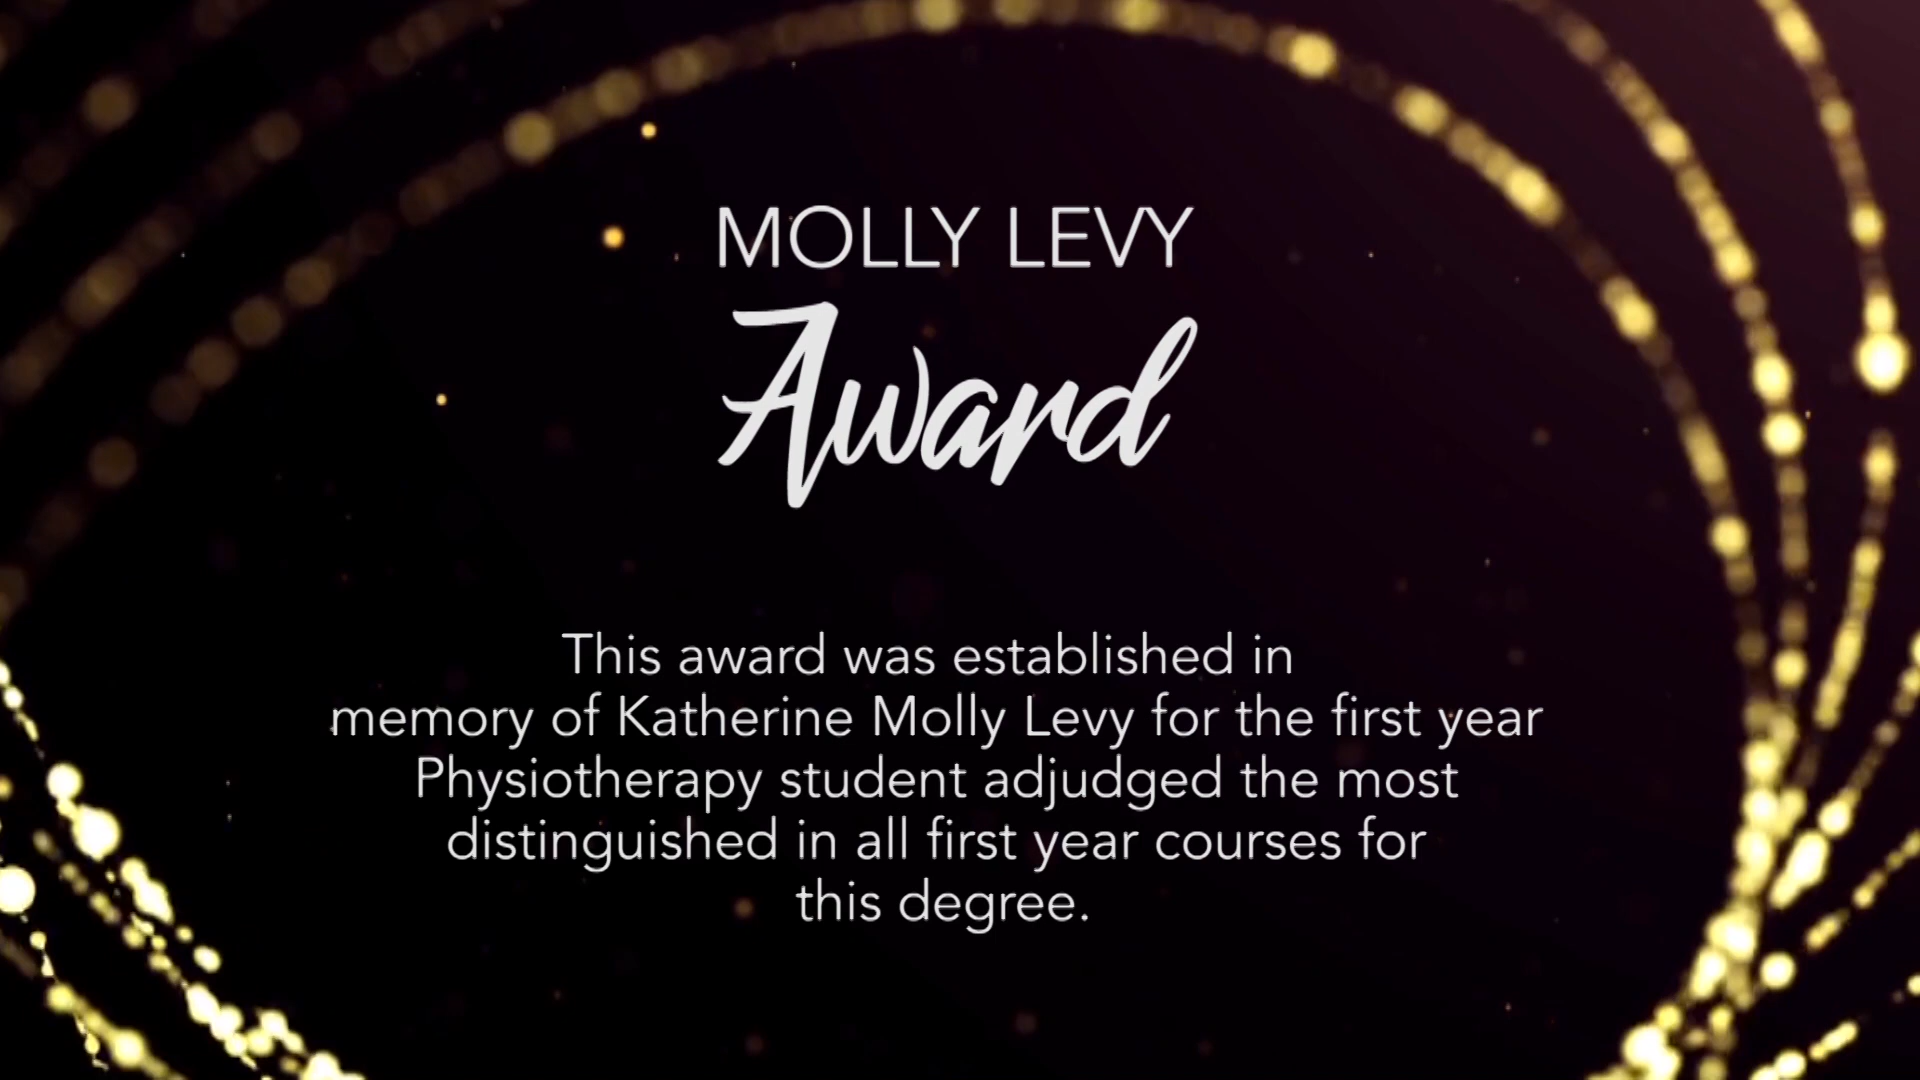 MOLLY LEVY
Award
This award was established in
memory of Katherine Molly Levy for the first year
Physiotherapy student adjudged the most
distinguished in all first year courses for
this degree.